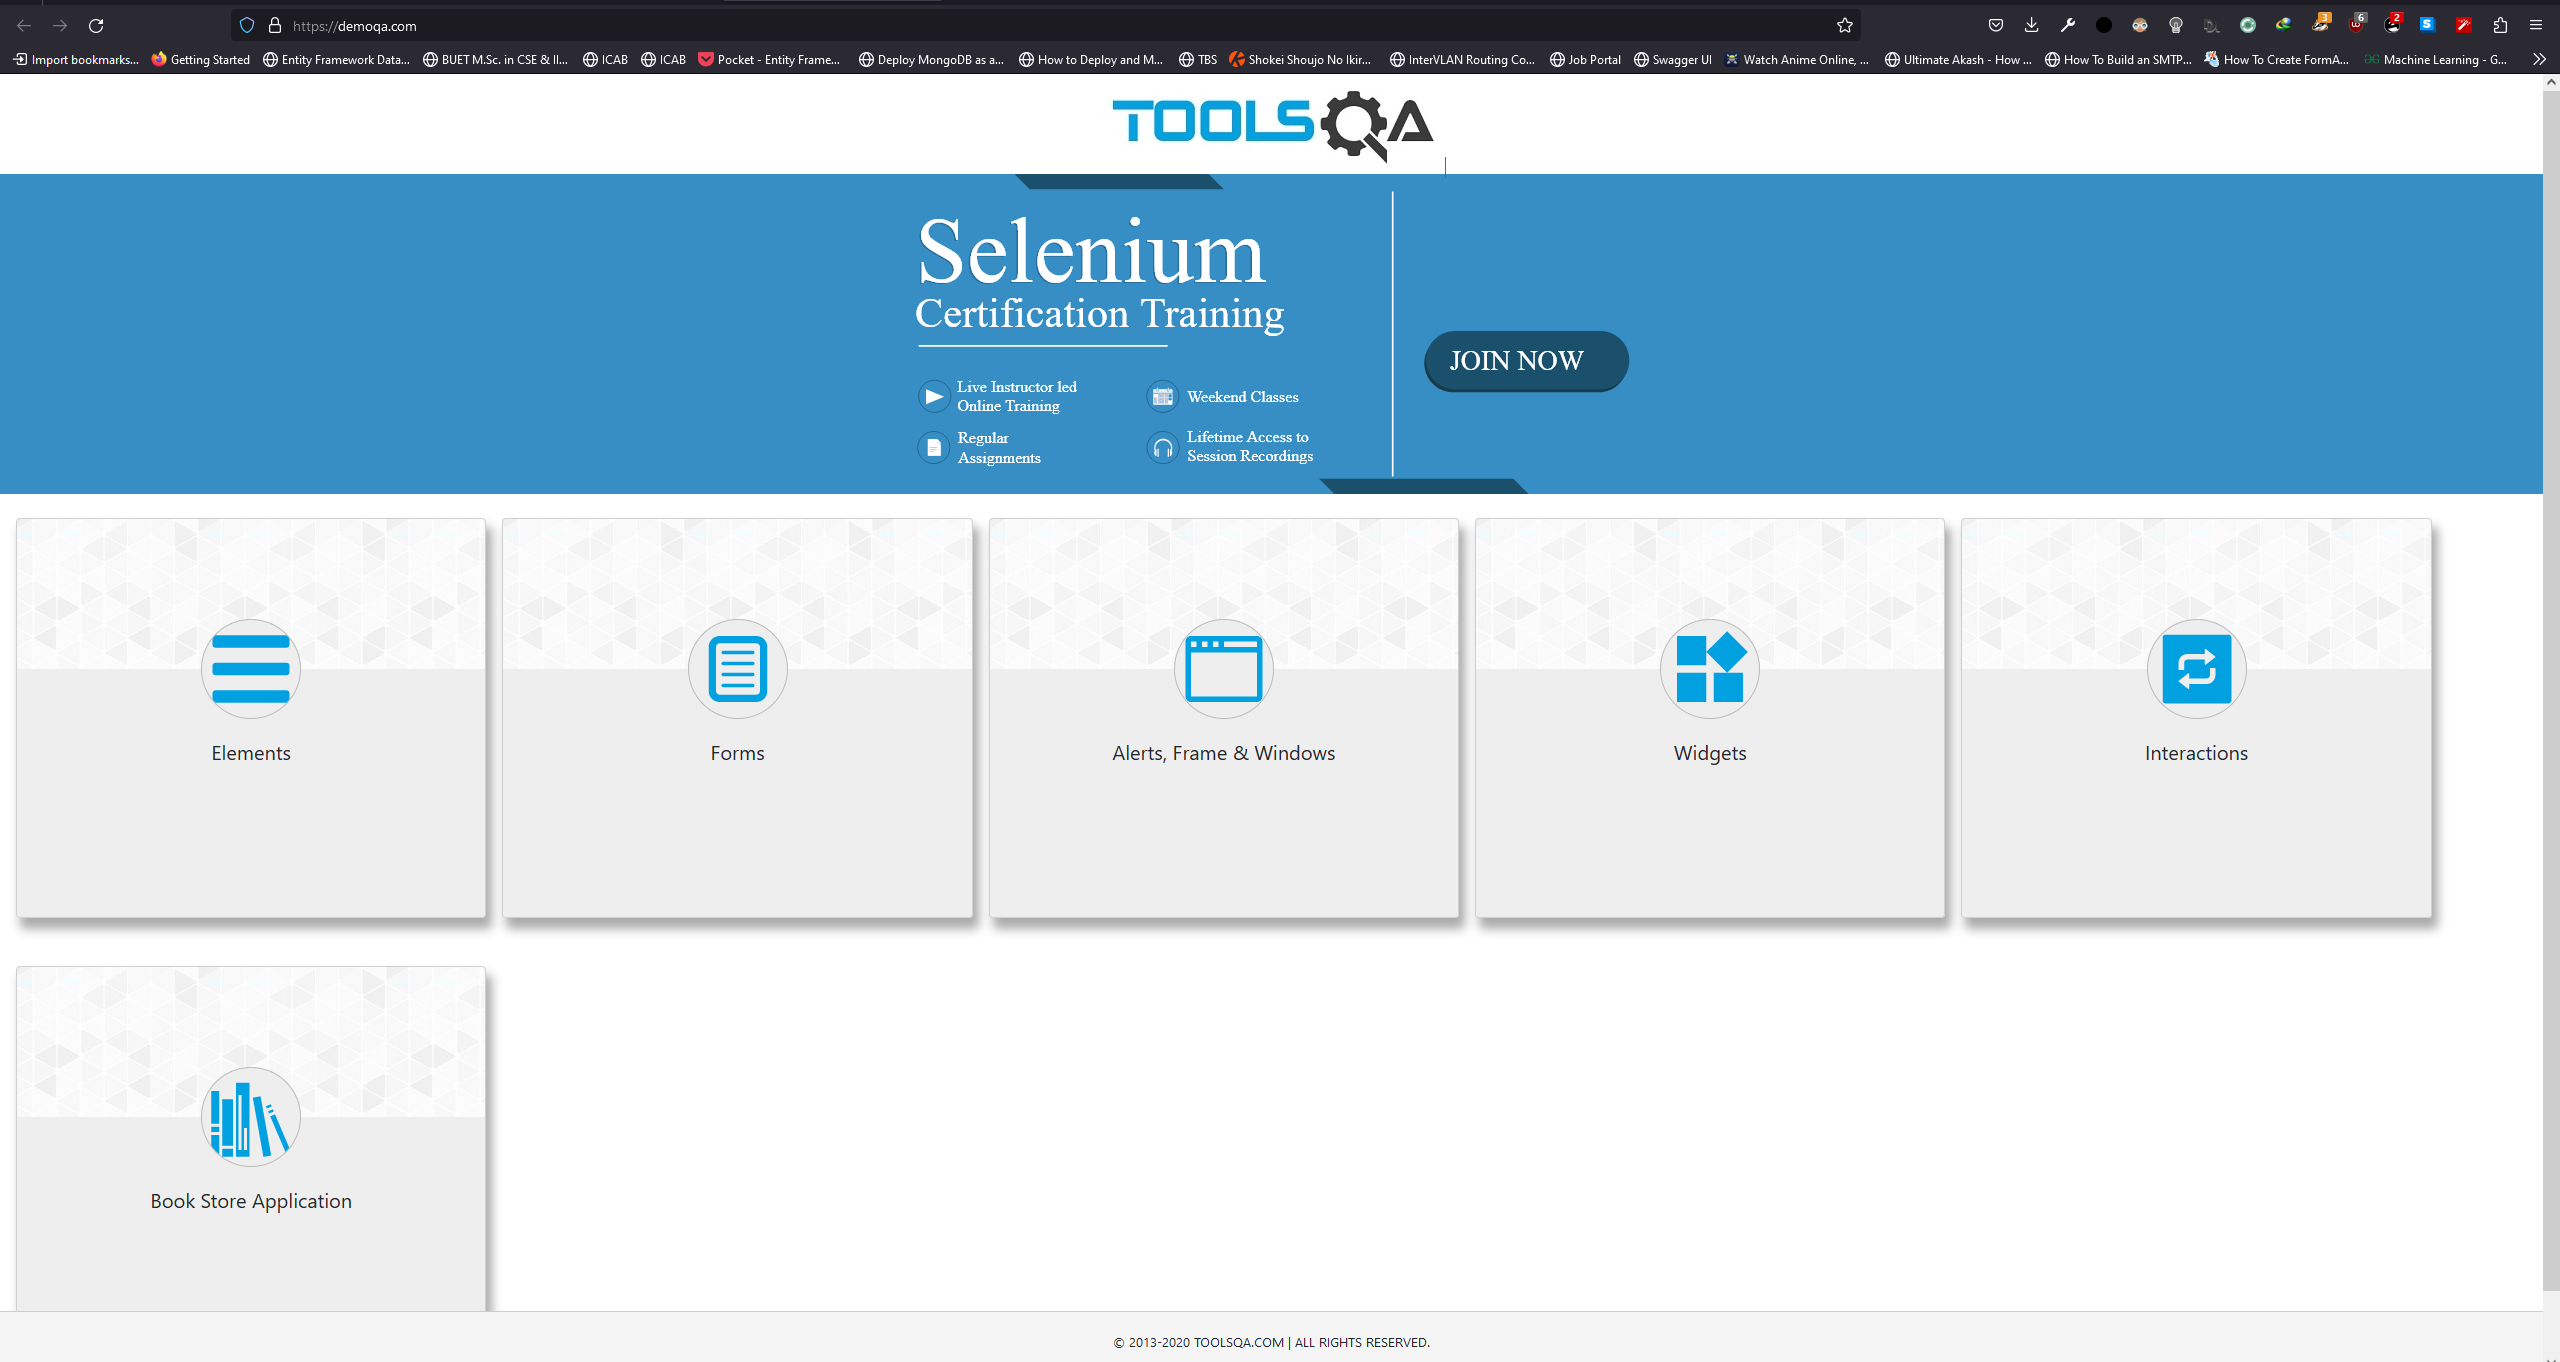 https://demoqa.com
3 6 2
Import bookmarks... Getting Started Entity Framework Data... BUET M.Sc. in CSE & II... ICAB ICAB Pocket - Entity Frame... Deploy MongoDB as a... How to Deploy and M... TBS Shokei Shoujo No Ikir... InterVLAN Routing Co... Job Portal Swagger UI Watch Anime Online, ... Ultimate Akash - How ... How To Build an SMTP... How To Create FormA... Machine Learning - G...
TOOLSQA
Selenium
Certification Training
JOIN NOW
Live Instructor led
Online Training
Weekend Classes
Regular
Assignments
Lifetime Access to
Session Recordings
Elements
Forms
Alerts, Frame & Windows
Widgets
Interactions
Book Store Application
© 2013-2020 TOOLSQA.COM | ALL RIGHTS RESERVED.